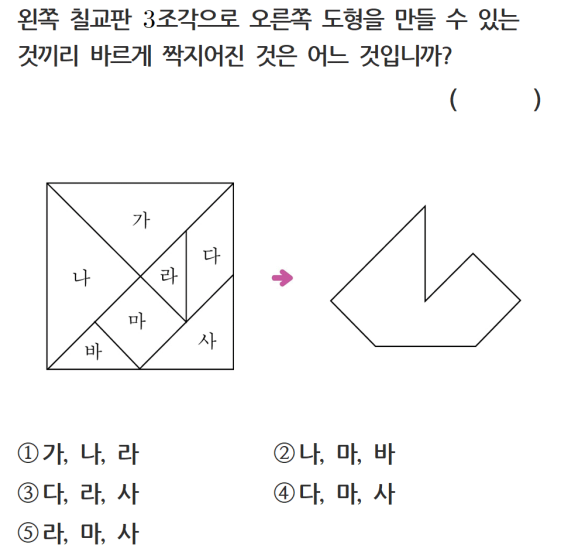 왼쪽 칠교판 3조각으로 오른쪽 도형을 만들 수 있는
것끼리 바르게 짝지어진 것은 어느 것입니까?
(          )
가
다
나
라
마
사
바
➜
①가, 나, 라
②나, 마, 바
③다, 라, 사
④다, 마, 사
⑤라, 마, 사